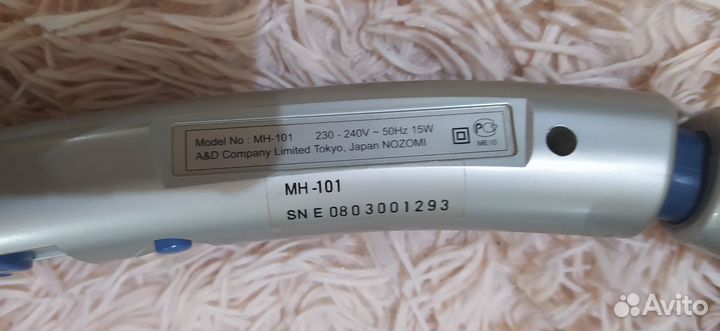 Model No : MH-101 230 - 240V ~ 50Hz 15W
A&D Company Limited Tokyo, Japan NOZOMI
PC
ME10
MH-101
SN E 0803001293
Avito